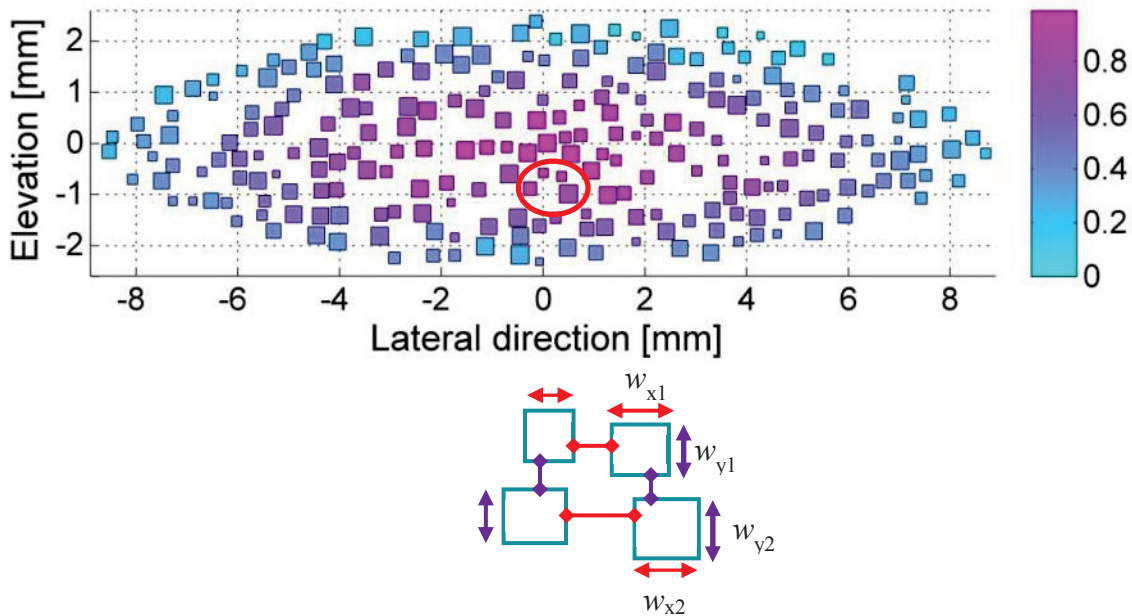 Elevation [mm]
2
1
0
-1
-2
-8 -6 -4 -2 0 2 4 6 8
Lateral direction [mm]
0.8
0.6
0.4
0.2
0
wx1
wy1
wy2
wx2